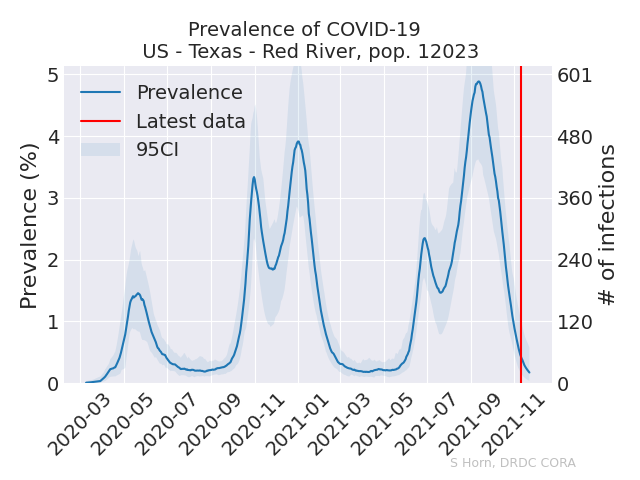 Prevalence of COVID-19
US - Texas - Red River, pop. 12023
Prevalence (%)
5
4
3
2
1
0
Prevalence
Latest data
95CI
601
480
360
240
120
0
# of infections
2020-03
2020-05
2020-07
2020-09
2020-11
2021-01
2021-03
2021-05
2021-07
2021-09
2021-11
S Horn, DRDC CORA